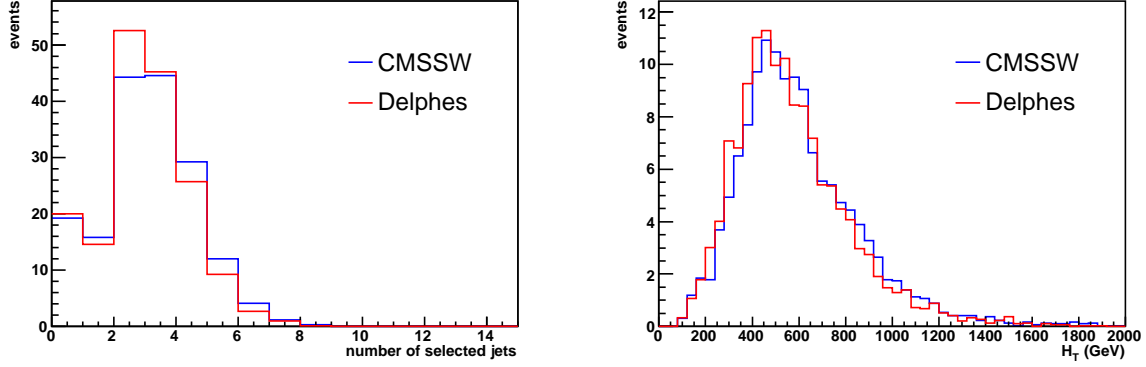 events
50
40
30
20
10
0
CMSSW
Delphes
0 2 4 6 8 10 12 14
number of selected jets
events
12
10
8
6
4
2
0
CMSSW
Delphes
0 200 400 600 800 1000 1200 1400 1600 1800 2000
H_T (GeV)